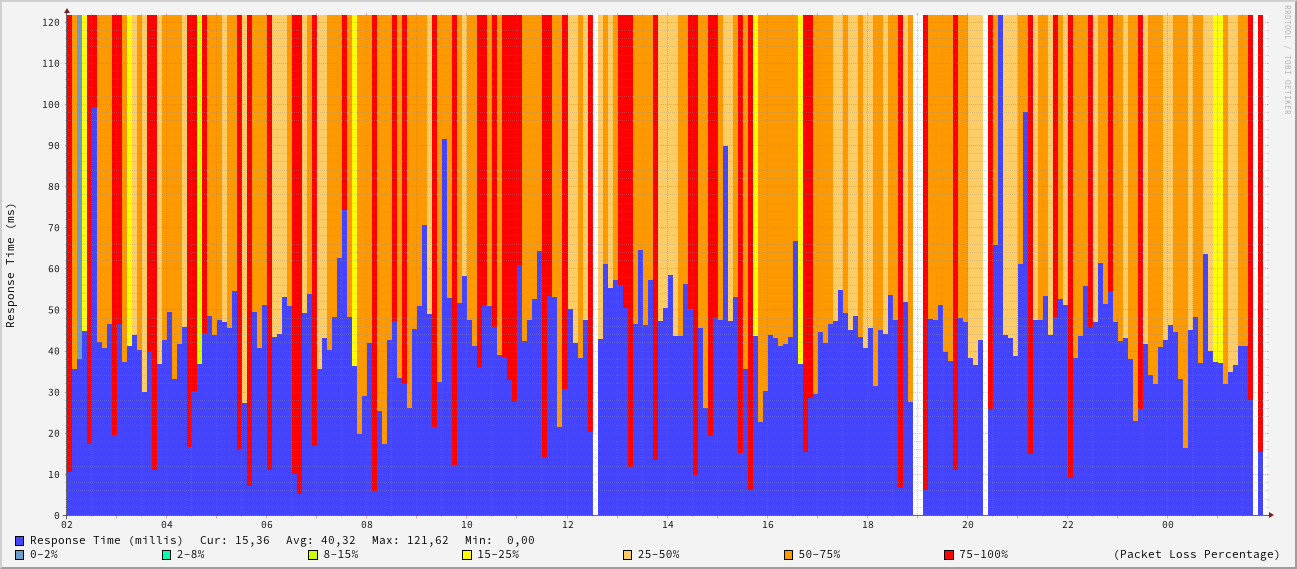 RRDTOOL / TOBI OETIKER
Response Time (ms)
120
110
100
90
80
70
60
50
40
30
20
10
0
02 04 06 08 10 12 14 16 18 20 22 00
Response Time (millis) Cur: 15,36 Avg: 40,32 Max: 121,62 Min: 0,00
0-2% 2-8% 8-15% 15-25% 25-50% 50-75% 75-100% (Packet Loss Percentage)